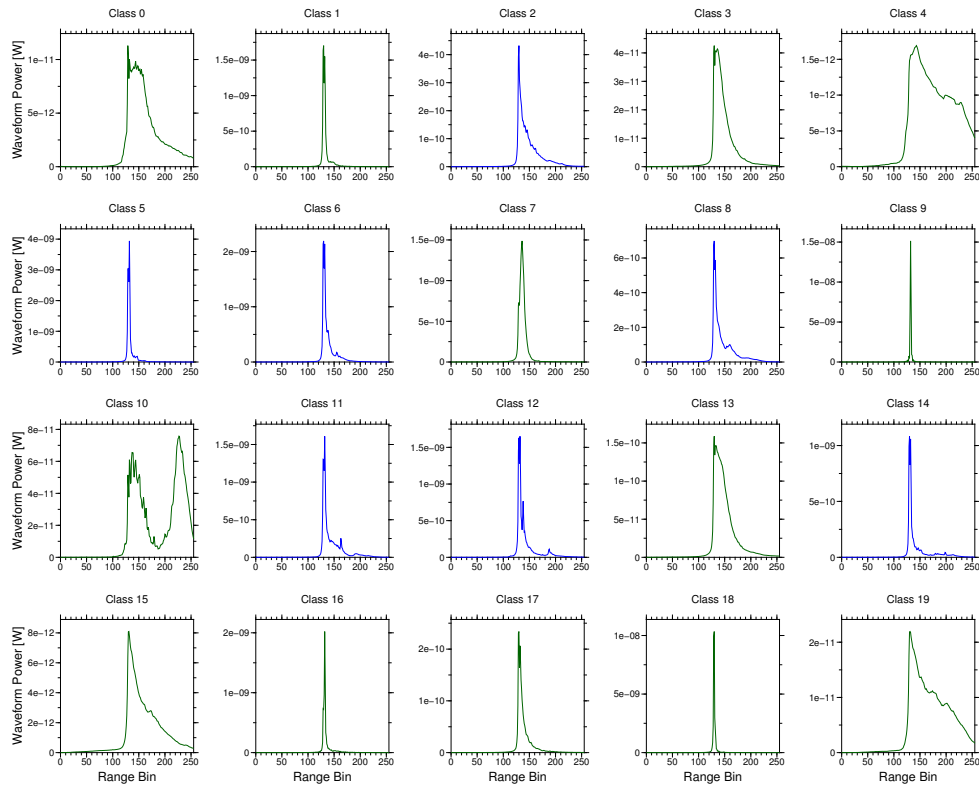 Class 0 Class 1 Class 2 Class 3 Class 4
Waveform Power [W]
1e−11
5e−12
0
0 50 100 150 200 250
1.5e−09
1e−09
5e−10
0
0 50 100 150 200 250
4e−10
3e−10
2e−10
1e−10
0
0 50 100 150 200 250
4e−11
3e−11
2e−11
1e−11
0
0 50 100 150 200 250
1.5e−12
1e−12
5e−13
0
0 50 100 150 200 250
Class 5 Class 6 Class 7 Class 8 Class 9
Waveform Power [W]
4e−09
3e−09
2e−09
1e−09
0
0 50 100 150 200 250
2e−09
1e−09
0
0 50 100 150 200 250
1.5e−09
1e−09
5e−10
0
0 50 100 150 200 250
6e−10
4e−10
2e−10
0
0 50 100 150 200 250
1.5e−08
1e−08
5e−09
0
0 50 100 150 200 250
Class 10 Class 11 Class 12 Class 13 Class 14
Waveform Power [W]
8e−11
6e−11
4e−11
2e−11
0
0 50 100 150 200 250
1.5e−09
1e−09
5e−10
0
0 50 100 150 200 250
1.5e−09
1e−09
5e−10
0
0 50 100 150 200 250
1.5e−10
1e−10
5e−11
0
0 50 100 150 200 250
1e−09
5e−10
0
0 50 100 150 200 250
Class 15 Class 16 Class 17 Class 18 Class 19
Waveform Power [W]
8e−12
6e−12
4e−12
2e−12
0
0 50 100 150 200 250
Range Bin
2e−09
1e−09
0
0 50 100 150 200 250
Range Bin
2e−10
1e−10
0
0 50 100 150 200 250
Range Bin
1e−08
5e−09
0
0 50 100 150 200 250
Range Bin
2e−11
1e−11
0
0 50 100 150 200 250
Range Bin